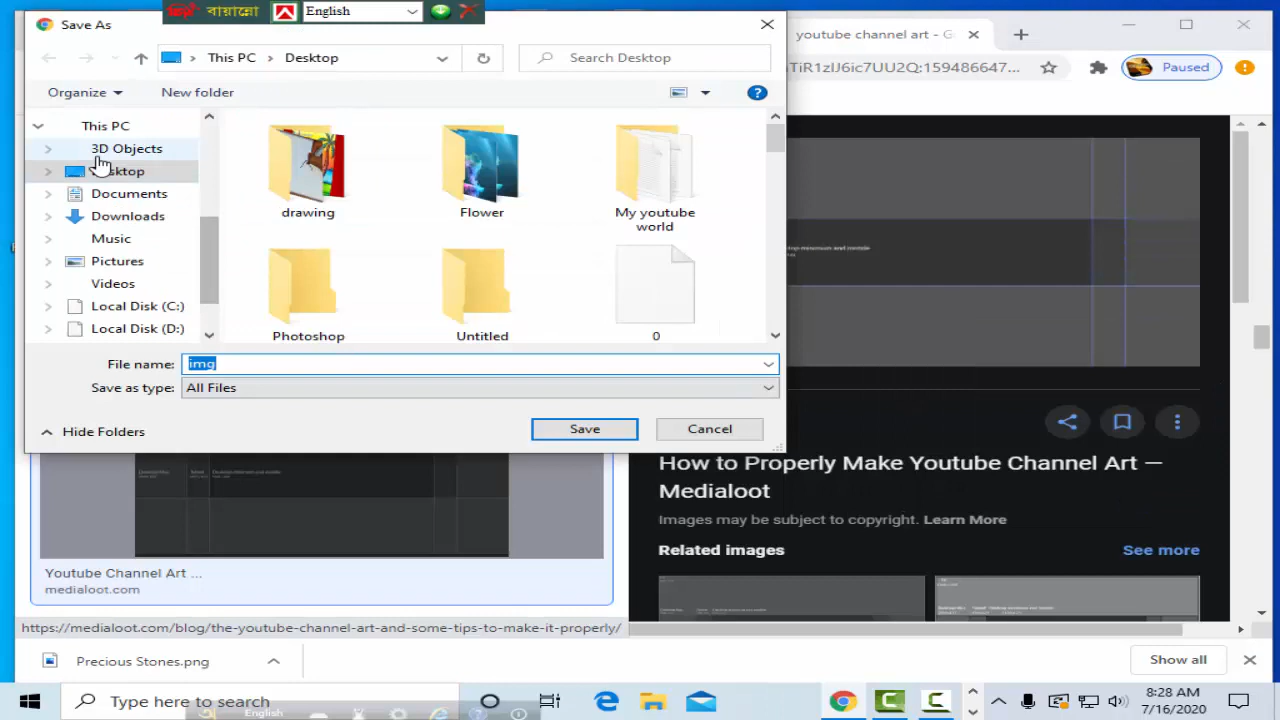 বায়ান্নো
English
Save As
youtube channel art - G
This PC
Desktop
Search Desktop
TiR1zIJ6ic7UU2Q:159486647...
Paused
Organize
New folder
This PC
3D Objects
Desktop
Documents
Downloads
Music
Pictures
Videos
Local Disk (C:)
Local Disk (D:)
drawing
Flower
My youtube
world
Photoshop
Untitled
0
File name:
img
Save as type:
All Files
Hide Folders
Save
Cancel
How to Properly Make Youtube Channel Art —
Medialoot
Images may be subject to copyright. Learn More
Related images
See more
Youtube Channel Art ...
medialoot.com
https://medialoot.com/blog/the-youtube-channel-art-and-some-tips-to-make-it-properly/
Precious Stones.png
Show all
Type here to search
English
8:28 AM
7/16/2020